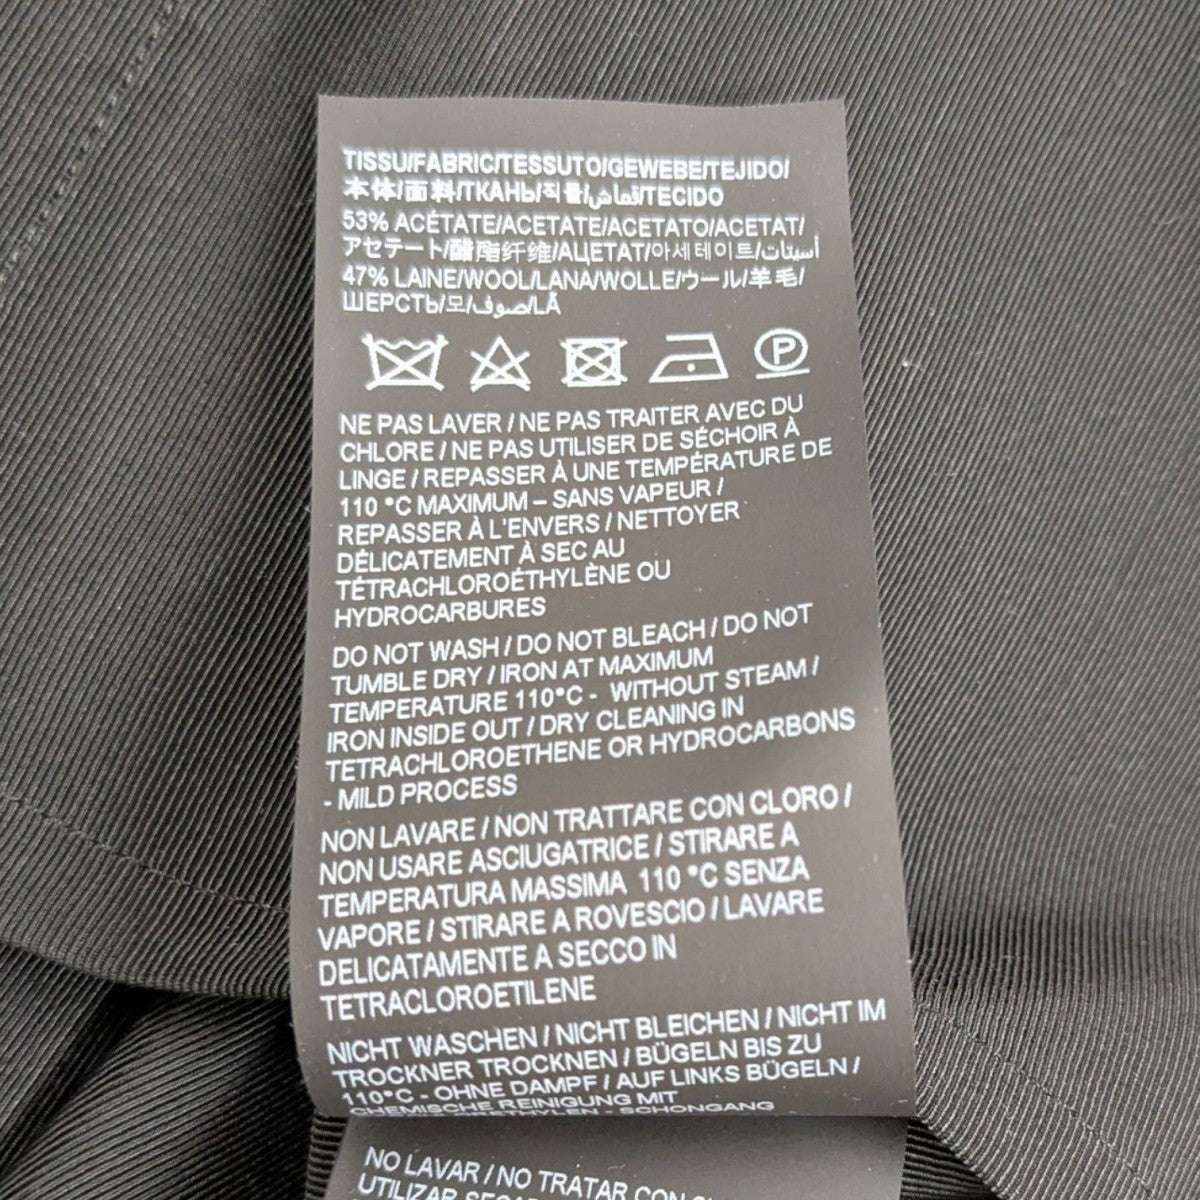 TISSU/FABRIC/TESSUTO/GEWEBE/TEJIDO/
本体/面料/ТКАНЬ/직물/قماش/TECIDO
53% ACÉTATE/ACETATE/ACETATO/ACETAT/
アセテート/醋酯纤维/АЦЕТАТ/아세테이트/أسيتات/
47% LAINE/WOOL/LANA/WOLLE/ウール/羊毛/
ШЕРСТЬ/모/صوف/LÃ
P
NE PAS LAVER / NE PAS TRAITER AVEC DU
CHLORE / NE PAS UTILISER DE SÉCHOIR À
LINGE / REPASSER À UNE TEMPÉRATURE DE
110 °C MAXIMUM – SANS VAPEUR /
REPASSER À L'ENVERS / NETTOYER
DÉLICATEMENT À SEC AU
TÉTRACHLOROÉTHYLÈNE OU
HYDROCARBURES
DO NOT WASH / DO NOT BLEACH / DO NOT
TUMBLE DRY / IRON AT MAXIMUM
TEMPERATURE 110°C - WITHOUT STEAM /
IRON INSIDE OUT / DRY CLEANING IN
TETRACHLOROETHENE OR HYDROCARBONS
- MILD PROCESS
NON LAVARE / NON TRATTARE CON CLORO /
NON USARE ASCIUGATRICE / STIRARE A
TEMPERATURA MASSIMA 110 °C SENZA
VAPORE / STIRARE A ROVESCIO / LAVARE
DELICATAMENTE A SECCO IN
TETRACLOROETILENE
NICHT WASCHEN / NICHT BLEICHEN / NICHT IM
TROCKNER TROCKNEN / BÜGELN BIS ZU
110°C - OHNE DAMPF / AUF LINKS BÜGELN /
CHEMISCHE REINIGUNG MIT
- SCHONGANG
NO LAVAR / NO TRATAR CON
UTILIZAR